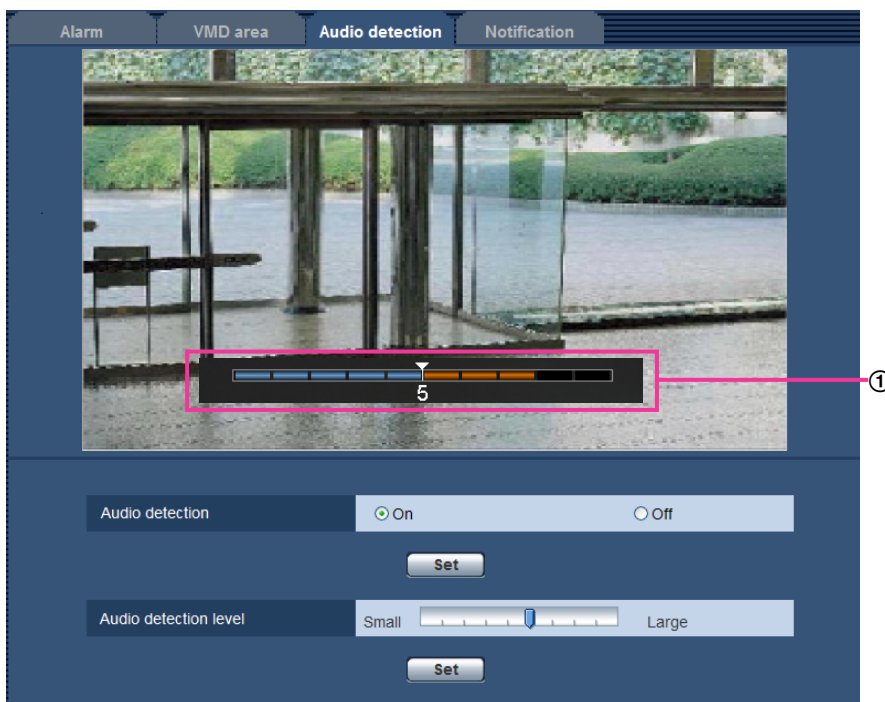 Alarm VMD area Audio detection Notification
5
①
Audio detection On Off
Set
Audio detection level Small Large
Set